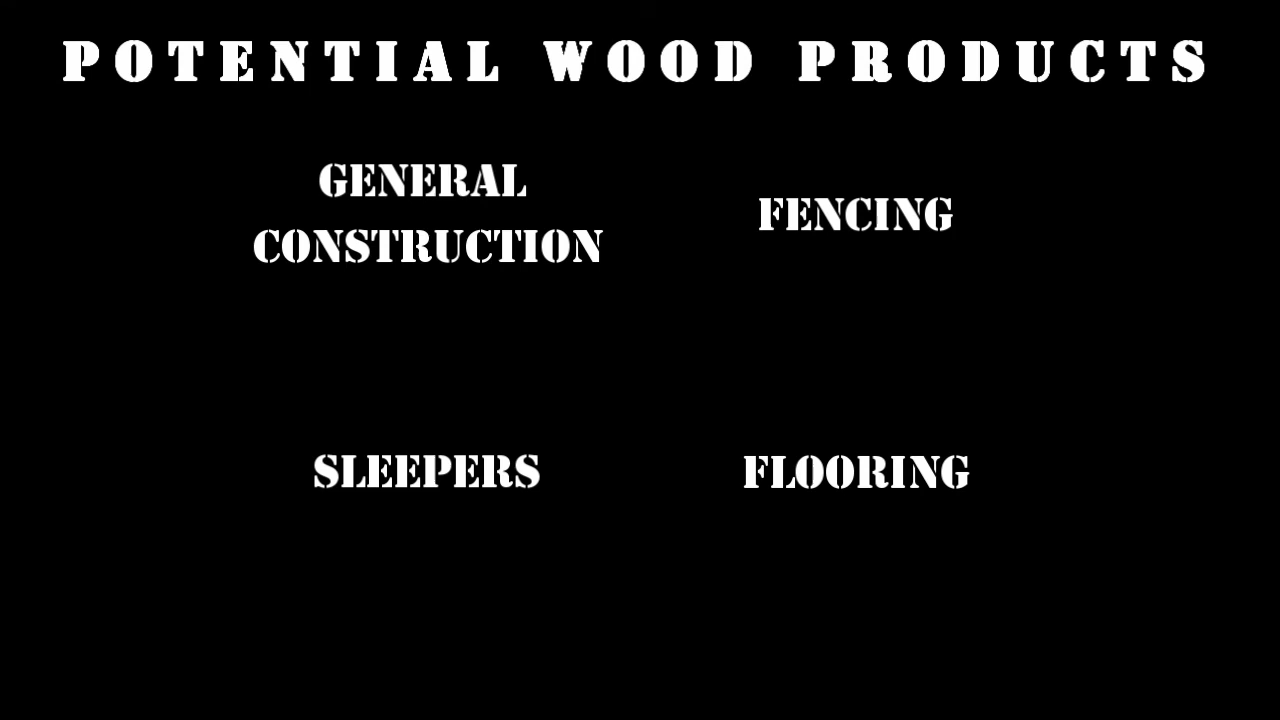 POTENTIAL WOOD PRODUCTS
GENERAL
CONSTRUCTION
FENCING
SLEEPERS
FLOORING